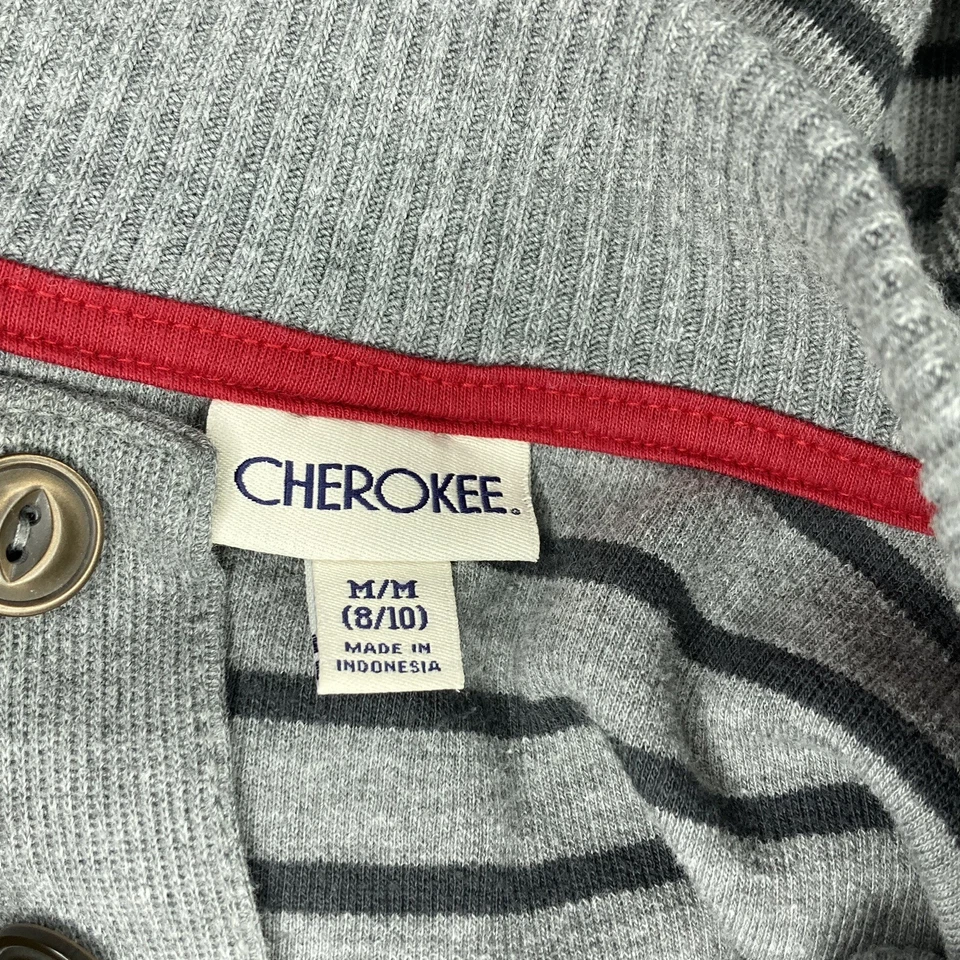 CHEROKEE.
M/M
(8/10)
MADE IN
INDONESIA